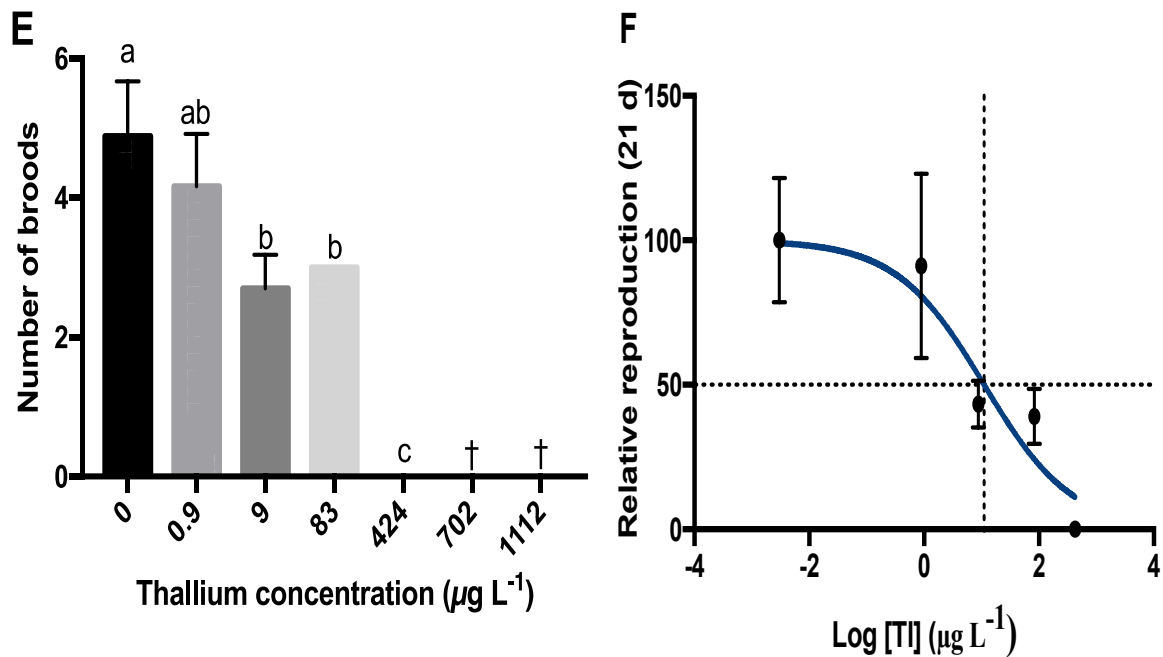 E
Number of broods
6
4
2
0
a
ab
b
b
c
†
†
0
0.9
9
83
424
702
1112
Thallium concentration (µg L-1)
F
Relative reproduction (21 d)
150
100
50
0
-4
-2
0
2
4
Log [Tl] (µg L-1)